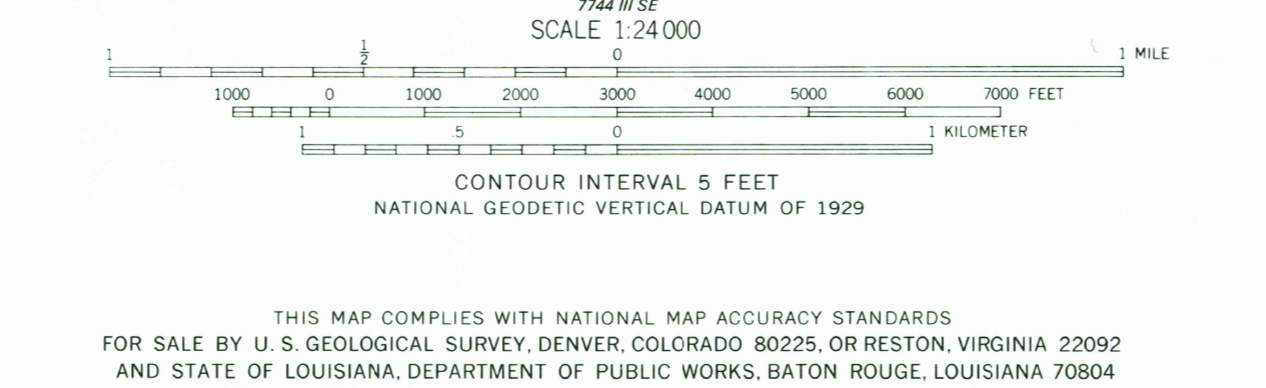 7744 III SE
SCALE 1:24 000
1 ½ 0 1 MILE
1000 0 1000 2000 3000 4000 5000 6000 7000 FEET
1 .5 0 1 KILOMETER
CONTOUR INTERVAL 5 FEET
NATIONAL GEODETIC VERTICAL DATUM OF 1929
THIS MAP COMPLIES WITH NATIONAL MAP ACCURACY STANDARDS
FOR SALE BY U. S. GEOLOGICAL SURVEY, DENVER, COLORADO 80225, OR RESTON, VIRGINIA 22092
AND STATE OF LOUISIANA, DEPARTMENT OF PUBLIC WORKS, BATON ROUGE, LOUISIANA 70804